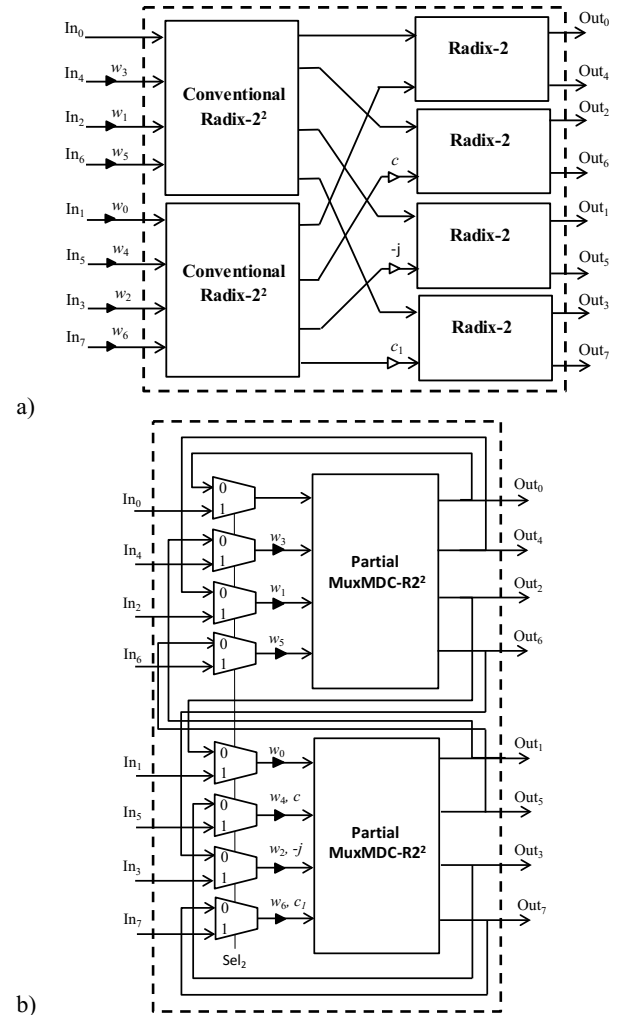 In0
In4
w3
In2
w1
In6
w5
In1
w0
In5
w4
In3
w2
In7
w6
Conventional
Radix-2²
Conventional
Radix-2²
c
-j
c1
Radix-2
Radix-2
Radix-2
Radix-2
Out0
Out4
Out2
Out6
Out1
Out5
Out3
Out7
a)
In0
0
1
In4
0
1
w3
In2
0
1
w1
In6
0
1
w5
Partial
MuxMDC-R2²
Out0
Out4
Out2
Out6
In1
0
1
w0
In5
0
1
w4, c
In3
0
1
w2, -j
In7
0
1
w6, c1
Sel2
Partial
MuxMDC-R2²
Out1
Out5
Out3
Out7
b)